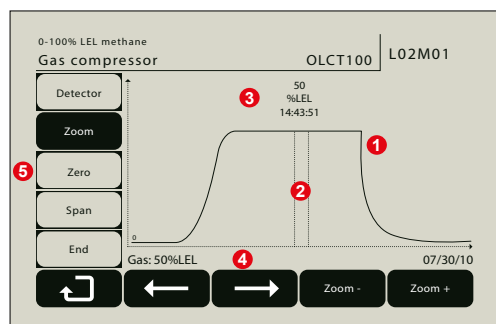 0-100% LEL methane
Gas compressor
OLCT100
L02M01
Detector
Zoom
Zero
Span
End
50
%LEL
14:43:51
3
1
2
5
4
0
Gas: 50%LEL
07/30/10
Zoom -
Zoom +